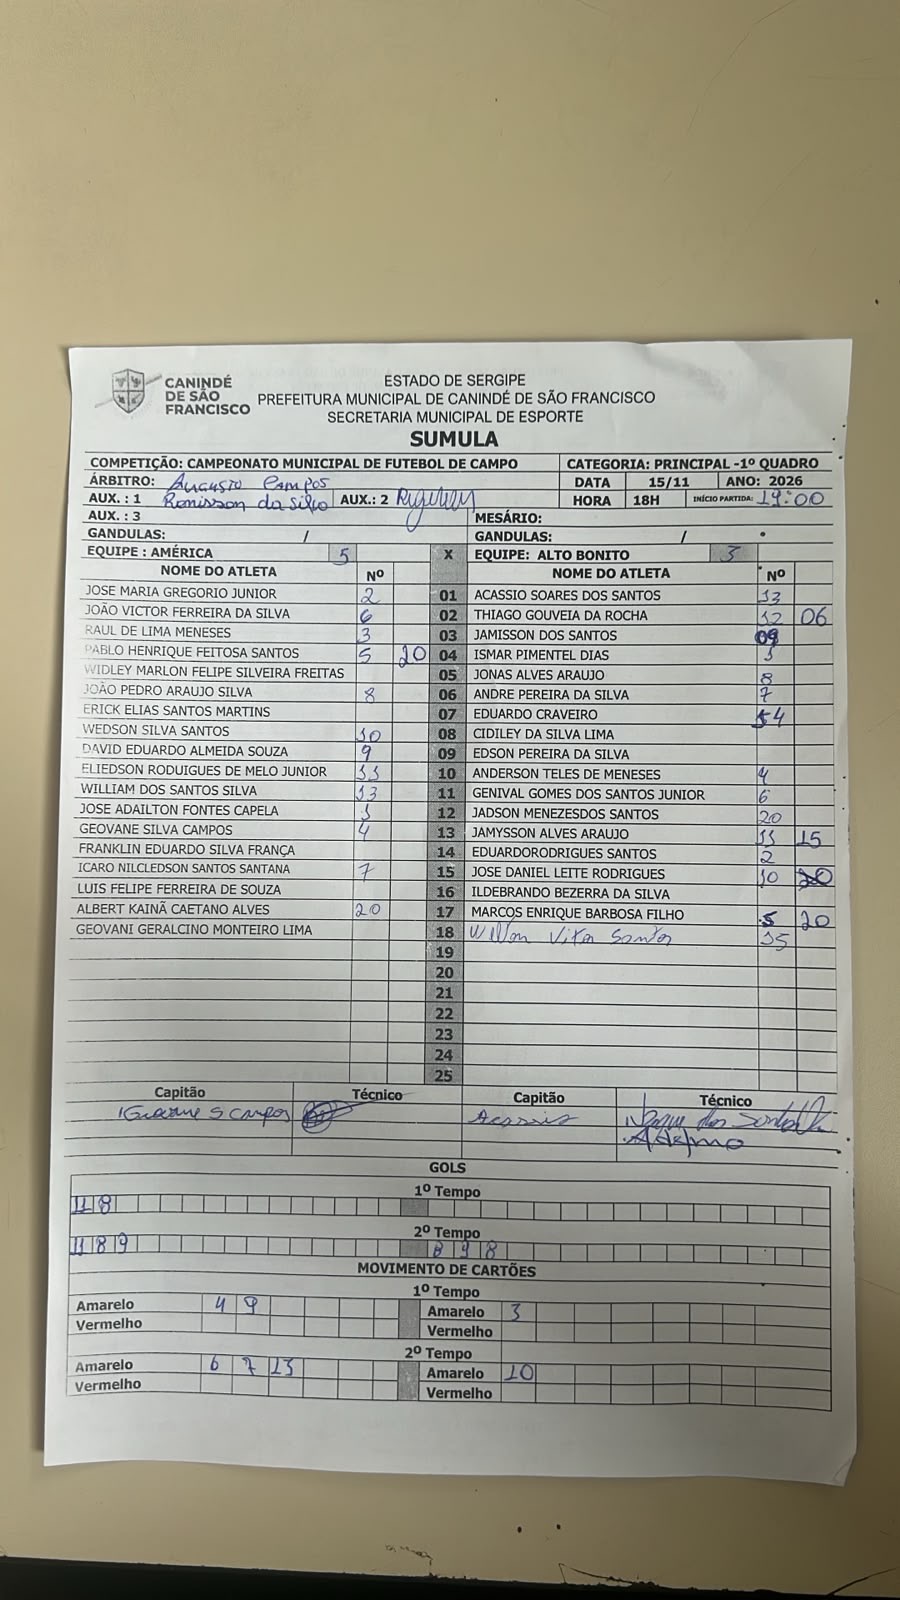 CANINDÉ
DE SÃO
FRANCISCO
ESTADO DE SERGIPE
PREFEITURA MUNICIPAL DE CANINDÉ DE SÃO FRANCISCO
SECRETARIA MUNICIPAL DE ESPORTE
SUMULA
COMPETIÇÃO: CAMPEONATO MUNICIPAL DE FUTEBOL DE CAMPO CATEGORIA: PRINCIPAL -1º QUADRO
ÁRBITRO: Augusto Campos DATA 15/11 ANO: 2026
AUX. : 1 Ronisson da Silva AUX.: 2 HORA 18H INÍCIO PARTIDA: 19:00
AUX. : 3 MESÁRIO:
GANDULAS: / GANDULAS: /
EQUIPE : AMÉRICA 5 X EQUIPE: ALTO BONITO 3
NOME DO ATLETA Nº NOME DO ATLETA Nº
JOSE MARIA GREGORIO JUNIOR 2 01 ACASSIO SOARES DOS SANTOS 13
JOÃO VICTOR FERREIRA DA SILVA 6 02 THIAGO GOUVEIA DA ROCHA 12 06
RAUL DE LIMA MENESES 3 03 JAMISSON DOS SANTOS 09
PABLO HENRIQUE FEITOSA SANTOS 5 20 04 ISMAR PIMENTEL DIAS 3
WIDLEY MARLON FELIPE SILVEIRA FREITAS 05 JONAS ALVES ARAUJO 8
JOÃO PEDRO ARAUJO SILVA 8 06 ANDRE PEREIRA DA SILVA 7
ERICK ELIAS SANTOS MARTINS 07 EDUARDO CRAVEIRO 14
WEDSON SILVA SANTOS 10 08 CIDILEY DA SILVA LIMA
DAVID EDUARDO ALMEIDA SOUZA 9 09 EDSON PEREIRA DA SILVA
ELIEDSON RODUIGUES DE MELO JUNIOR 11 10 ANDERSON TELES DE MENESES 4
WILLIAM DOS SANTOS SILVA 13 11 GENIVAL GOMES DOS SANTOS JUNIOR 6
JOSE ADAILTON FONTES CAPELA 1 12 JADSON MENEZESDOS SANTOS 20
GEOVANE SILVA CAMPOS 4 13 JAMYSSON ALVES ARAUJO 11 15
FRANKLIN EDUARDO SILVA FRANÇA 14 EDUARDORODRIGUES SANTOS 2
ICARO NILCLEDSON SANTOS SANTANA 7 15 JOSE DANIEL LEITE RODRIGUES 10 20
LUIS FELIPE FERREIRA DE SOUZA 16 ILDEBRANDO BEZERRA DA SILVA
ALBERT KAINÃ CAETANO ALVES 20 17 MARCOS ENRIQUE BARBOSA FILHO 5 20
GEOVANI GERALCINO MONTEIRO LIMA 18 Willon Vitor Santos 15
19
20
21
22
23
24
25
Capitão Técnico Capitão Técnico
Geovane S Campos Acassio dos Santos
Adelmo
GOLS
1º Tempo
11 8
2º Tempo
11 8 9 8 9 8
MOVIMENTO DE CARTÕES
1º Tempo
Amarelo 4 9 Amarelo 3
Vermelho Vermelho
2º Tempo
Amarelo 6 7 13 Amarelo 10
Vermelho Vermelho